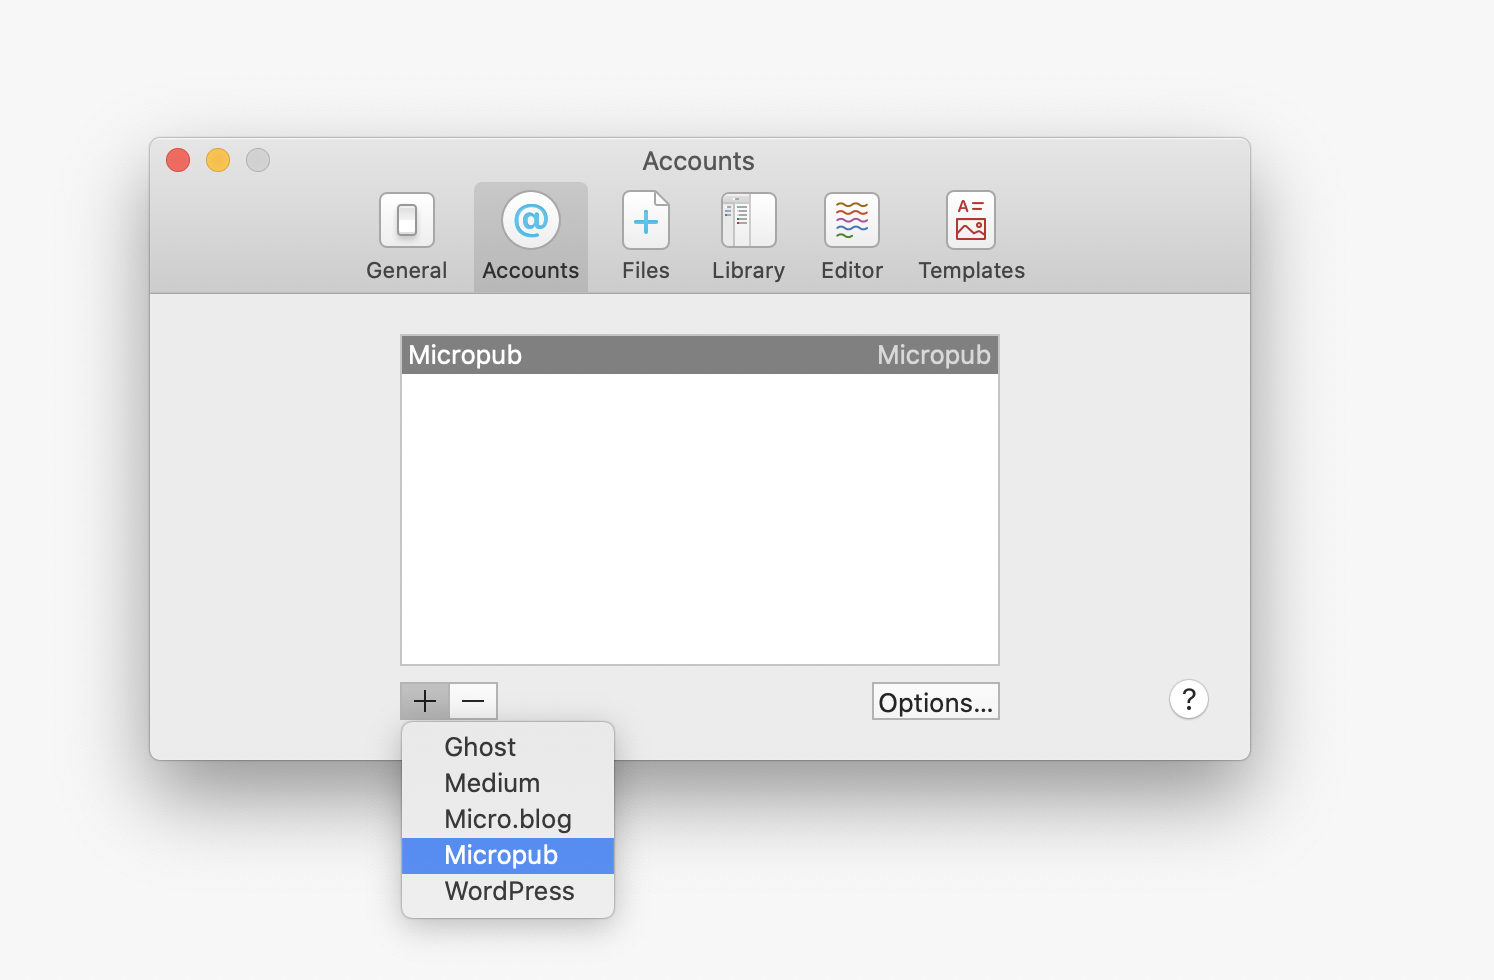 Accounts
General Accounts Files Library Editor Templates
Micropub Micropub
+ − Options... ?
Ghost
Medium
Micro.blog
Micropub
WordPress